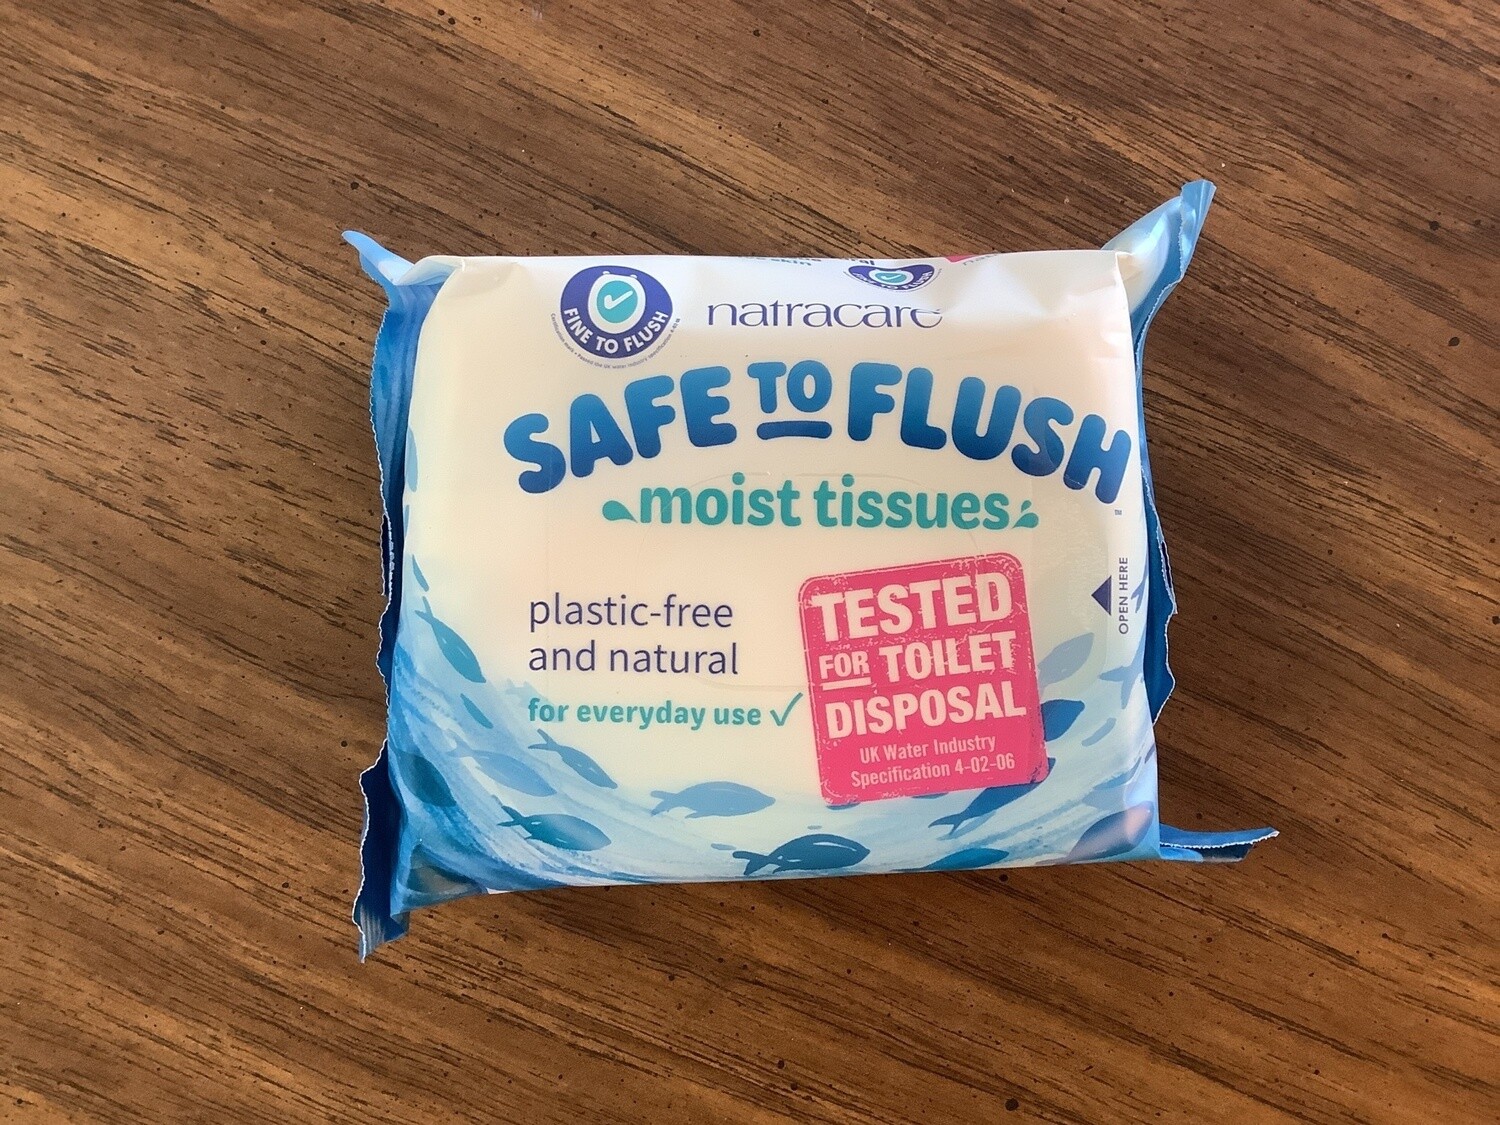 FINE TO FLUSH
natracare
SAFE TO FLUSH
TM
moist tissues
plastic-free
and natural
for everyday use
TESTED
FOR TOILET
DISPOSAL
UK Water Industry
Specification 4-02-06
OPEN HERE